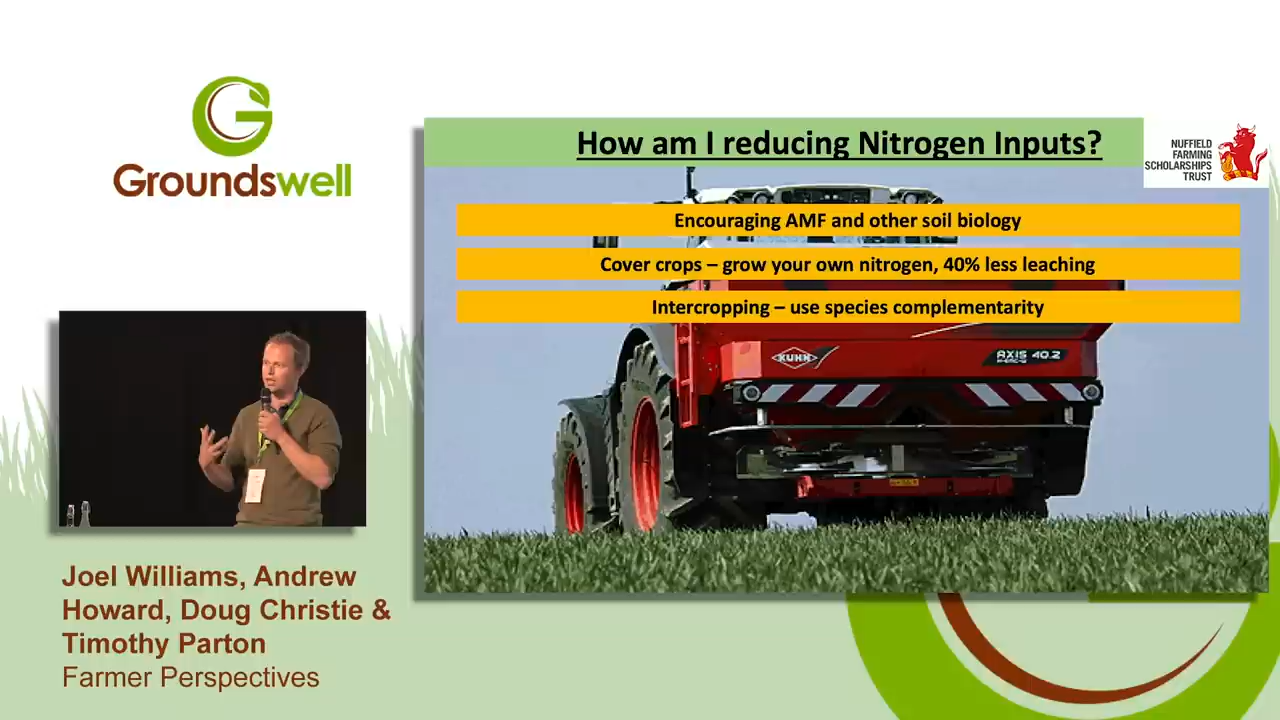 Groundswell
How am I reducing Nitrogen Inputs?
NUFFIELD
FARMING
SCHOLARSHIPS
TRUST
Encouraging AMF and other soil biology
Cover crops – grow your own nitrogen, 40% less leaching
Intercropping – use species complementarity
KUHN
AXIS 40.2
Joel Williams, Andrew
Howard, Doug Christie &
Timothy Parton
Farmer Perspectives